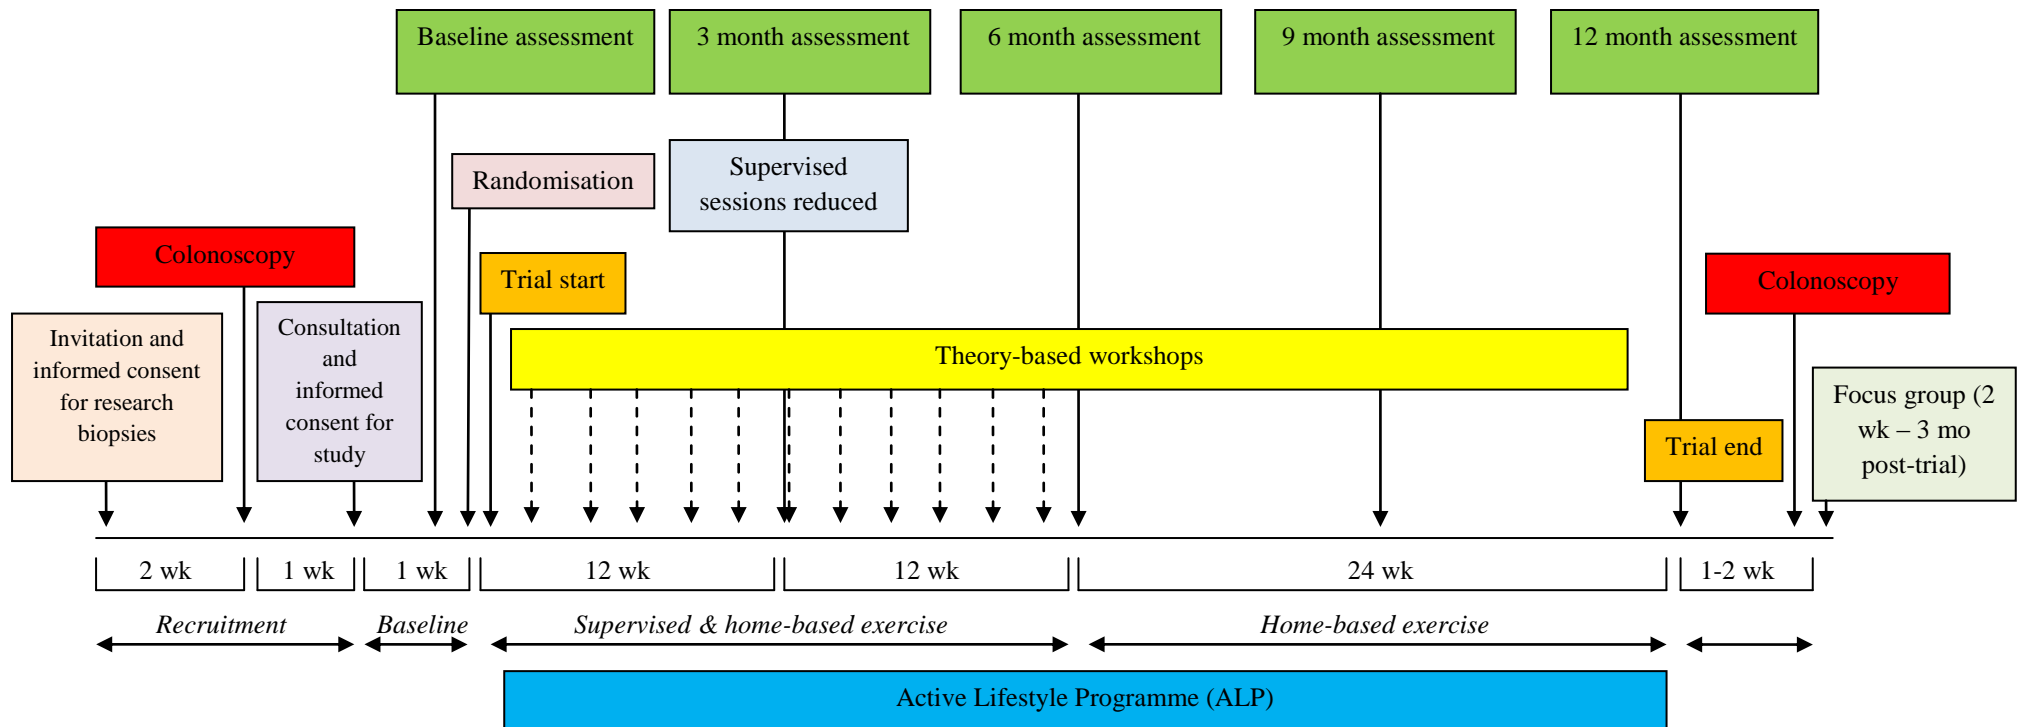 Baseline assessment
3 month assessment
6 month assessment
9 month assessment
12 month assessment
Randomisation
Supervised
sessions reduced
Colonoscopy
Trial start
Colonoscopy
Invitation and
informed consent
for research
biopsies
Consultation
and
informed
consent for
study
Theory-based workshops
Focus group (2
wk – 3 mo
post-trial)
Trial end
2 wk
1 wk
1 wk
12 wk
12 wk
24 wk
1-2 wk
Recruitment
Baseline
Supervised & home-based exercise
Home-based exercise
Active Lifestyle Programme (ALP)